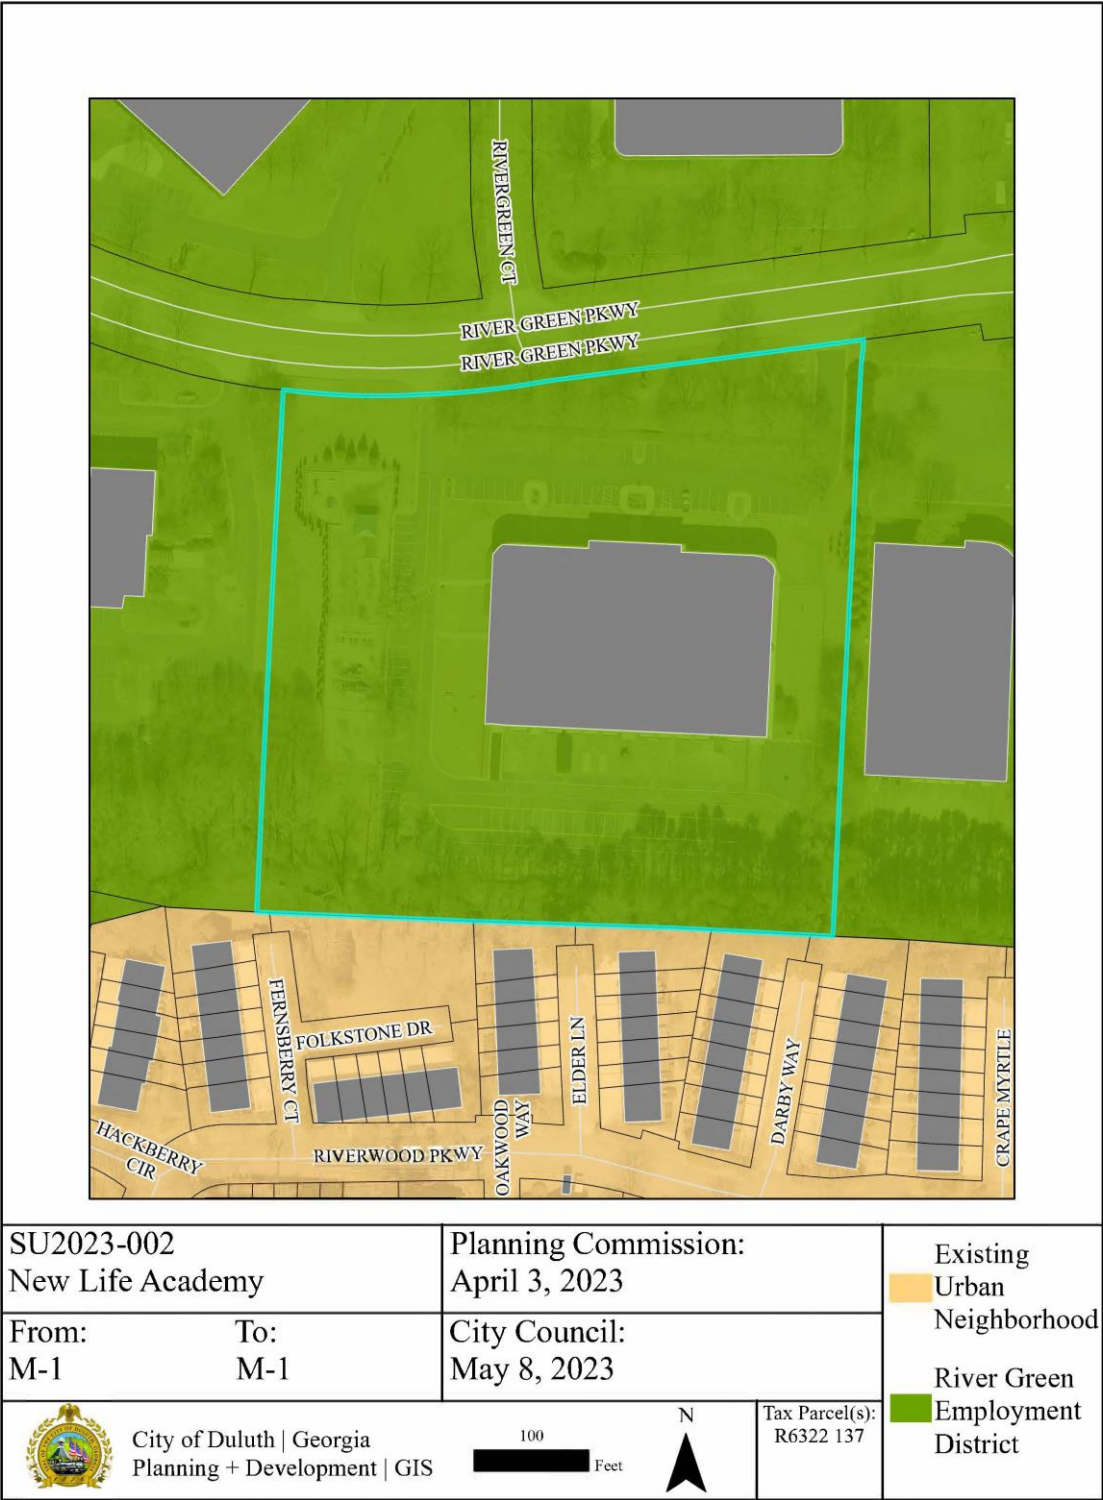 RIVERGREEN CT
RIVER GREEN PKWY
RIVER GREEN PKWY
FERNSBERRY CT
FOLKSTONE DR
ELDER LN
DARBY WAY
CRAPE MYRTLE
HACKBERRY
CIR
RIVERWOOD PKWY
OAKWOOD
WAY
SU2023-002
New Life Academy
Planning Commission:
April 3, 2023
From:
To:
M-1
M-1
City Council:
May 8, 2023
Existing
Urban
Neighborhood
River Green
Employment
District
City of Duluth | Georgia
Planning + Development | GIS
100
Feet
N
Tax Parcel(s):
R6322 137